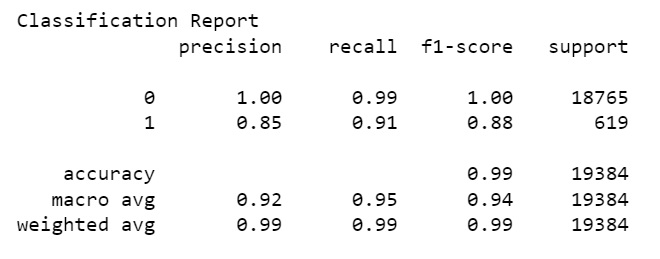 Classification Report
precision recall f1-score support
0 1.00 0.99 1.00 18765
1 0.85 0.91 0.88 619
accuracy 0.99 19384
macro avg 0.92 0.95 0.94 19384
weighted avg 0.99 0.99 0.99 19384